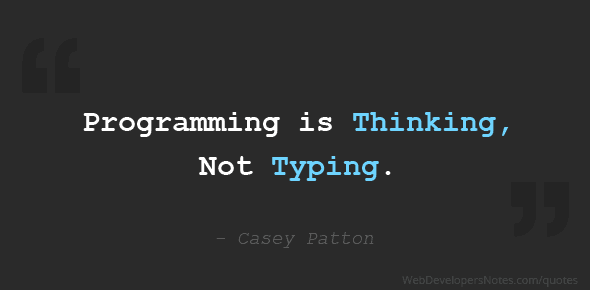 Programming is Thinking,
Not Typing.
- Casey Patton
WebDevelopersNotes.com/quotes